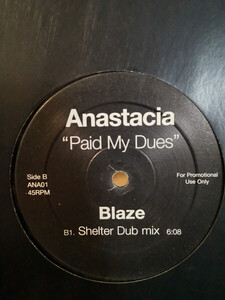 Anastacia
"Paid My Dues"
Side B
ANA01
45RPM
For Promotional
Use Only
Blaze
B1. Shelter Dub mix 6:08